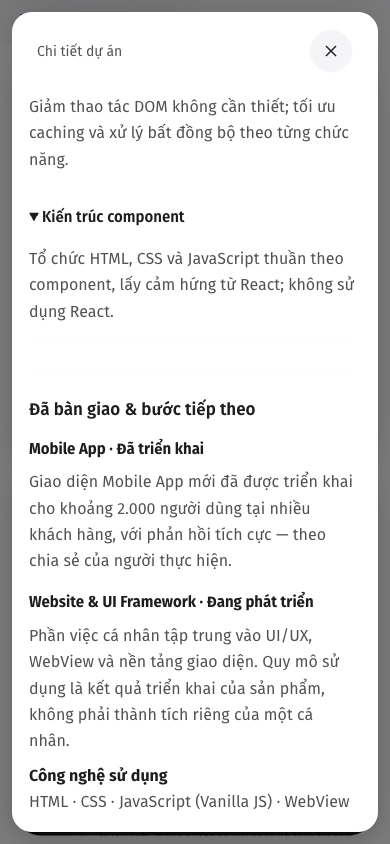 Chi tiết dự án
Giảm thao tác DOM không cần thiết; tối ưu
caching và xử lý bất đồng bộ theo từng chức
năng.
Kiến trúc component
Tổ chức HTML, CSS và JavaScript thuần theo
component, lấy cảm hứng từ React; không sử
dụng React.
Đã bàn giao & bước tiếp theo
Mobile App · Đã triển khai
Giao diện Mobile App mới đã được triển khai
cho khoảng 2.000 người dùng tại nhiều
khách hàng, với phản hồi tích cực — theo
chia sẻ của người thực hiện.
Website & UI Framework · Đang phát triển
Phần việc cá nhân tập trung vào UI/UX,
WebView và nền tảng giao diện. Quy mô sử
dụng là kết quả triển khai của sản phẩm,
không phải thành tích riêng của một cá
nhân.
Công nghệ sử dụng
HTML · CSS · JavaScript (Vanilla JS) · WebView